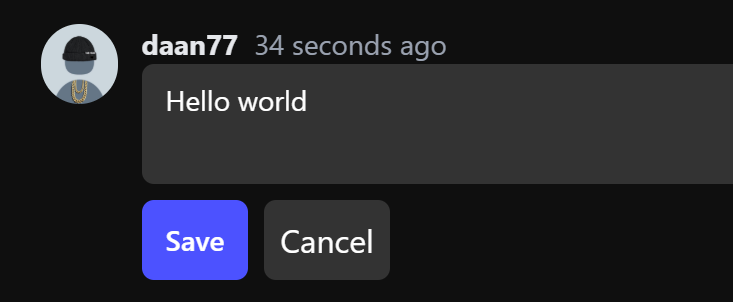 daan77 34 seconds ago
Hello world
Save Cancel